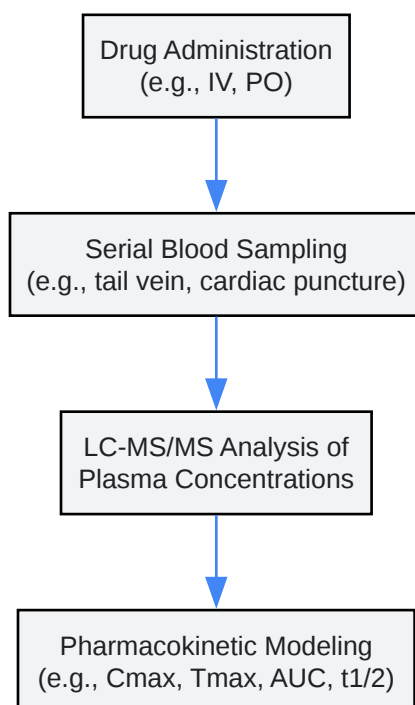 Drug Administration
(e.g., IV, PO)
Serial Blood Sampling
(e.g., tail vein, cardiac puncture)
LC-MS/MS Analysis of
Plasma Concentrations
Pharmacokinetic Modeling
(e.g., Cmax, Tmax, AUC, t1/2)